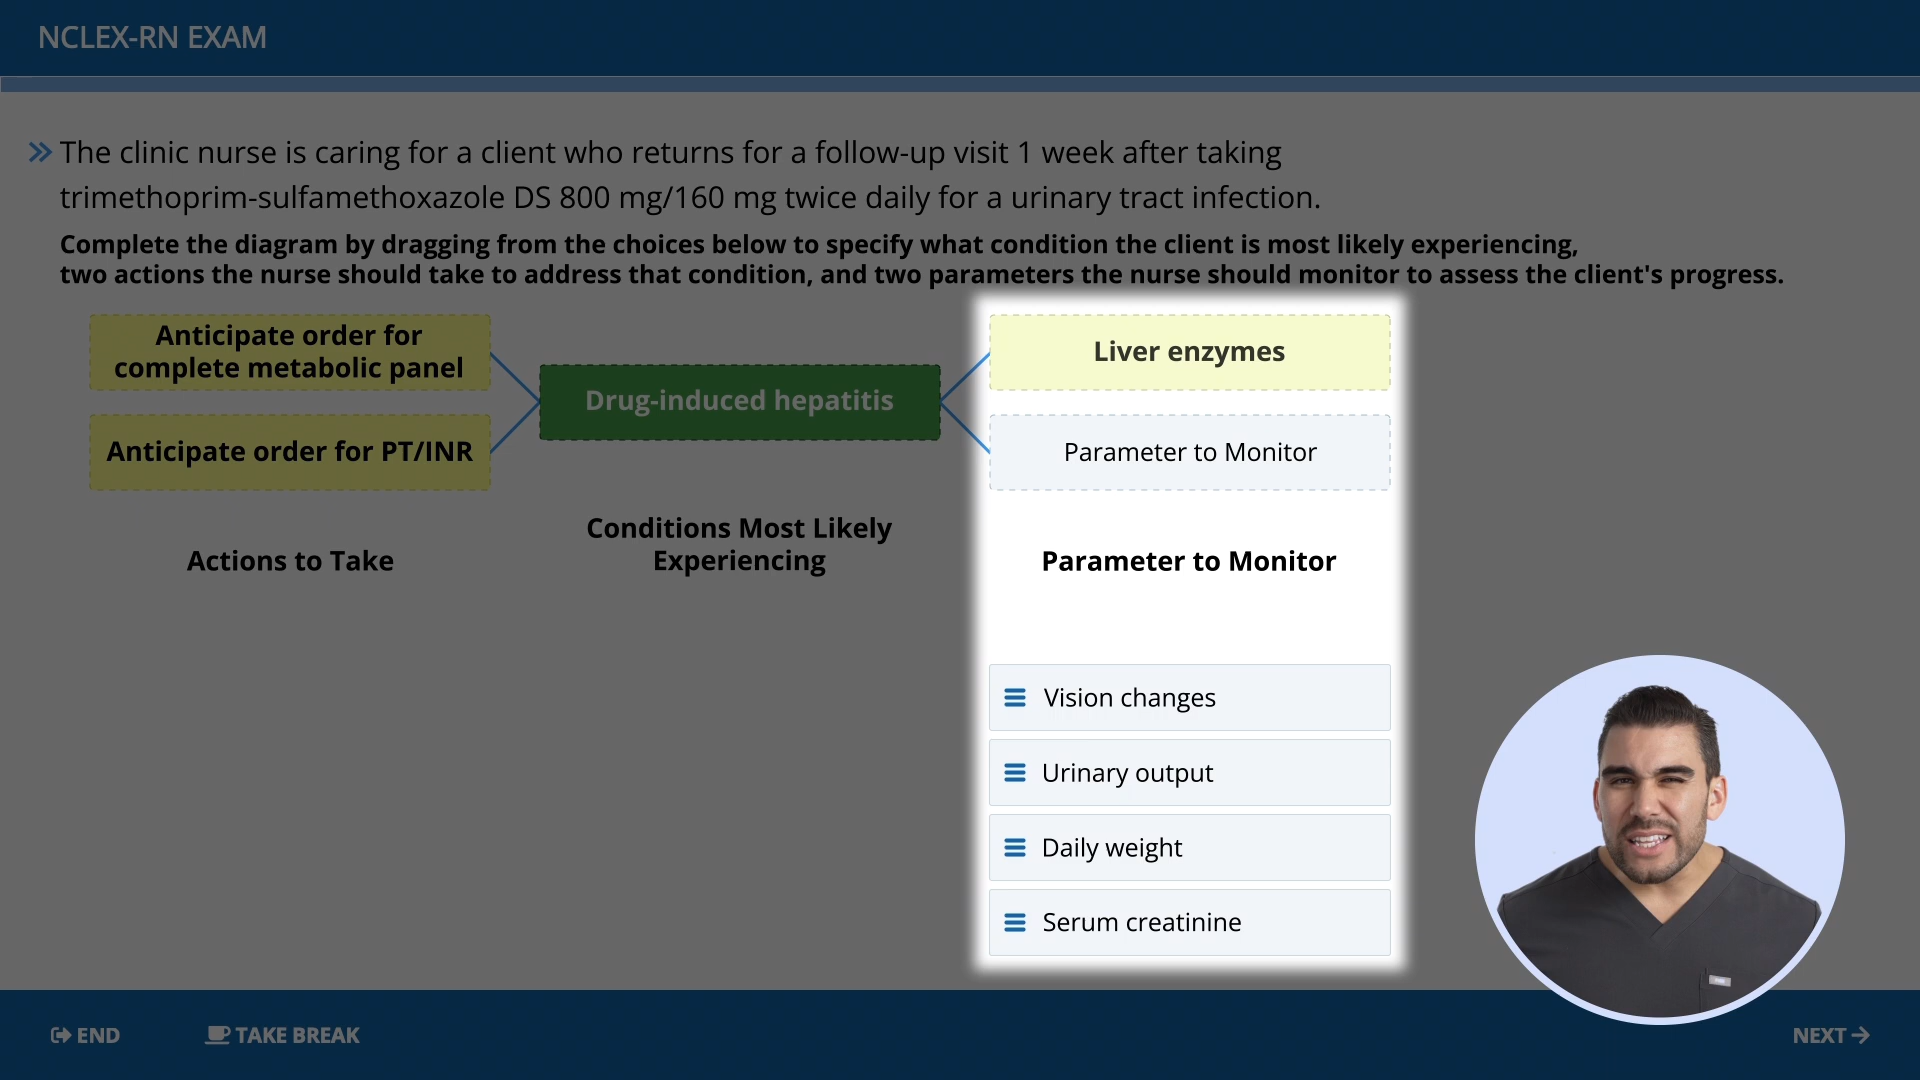 NCLEX-RN EXAM
The clinic nurse is caring for a client who returns for a follow-up visit 1 week after taking
trimethoprim-sulfamethoxazole DS 800 mg/160 mg twice daily for a urinary tract infection.
Complete the diagram by dragging from the choices below to specify what condition the client is most likely experiencing,
two actions the nurse should take to address that condition, and two parameters the nurse should monitor to assess the client's progress.
Anticipate order for
complete metabolic panel
Anticipate order for PT/INR
Actions to Take
Drug-induced hepatitis
Conditions Most Likely
Experiencing
Liver enzymes
Parameter to Monitor
Parameter to Monitor
Vision changes
Urinary output
Daily weight
Serum creatinine
END
TAKE BREAK
NEXT